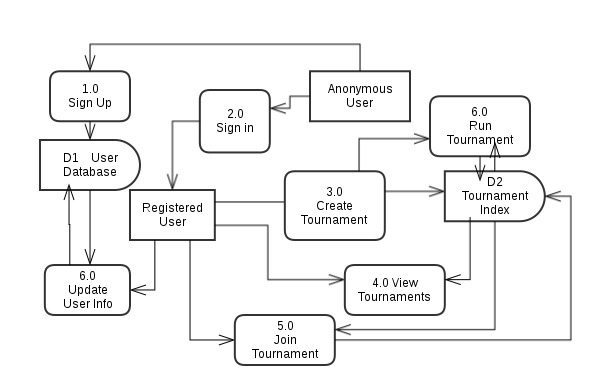 1.0
Sign Up
Anonymous
User
2.0
Sign in
6.0
Run
Tournament
D1 User
Database
D2
Tournament
Index
3.0
Create
Tournament
Registered
User
6.0
Update
User Info
4.0 View
Tournaments
5.0
Join
Tournament